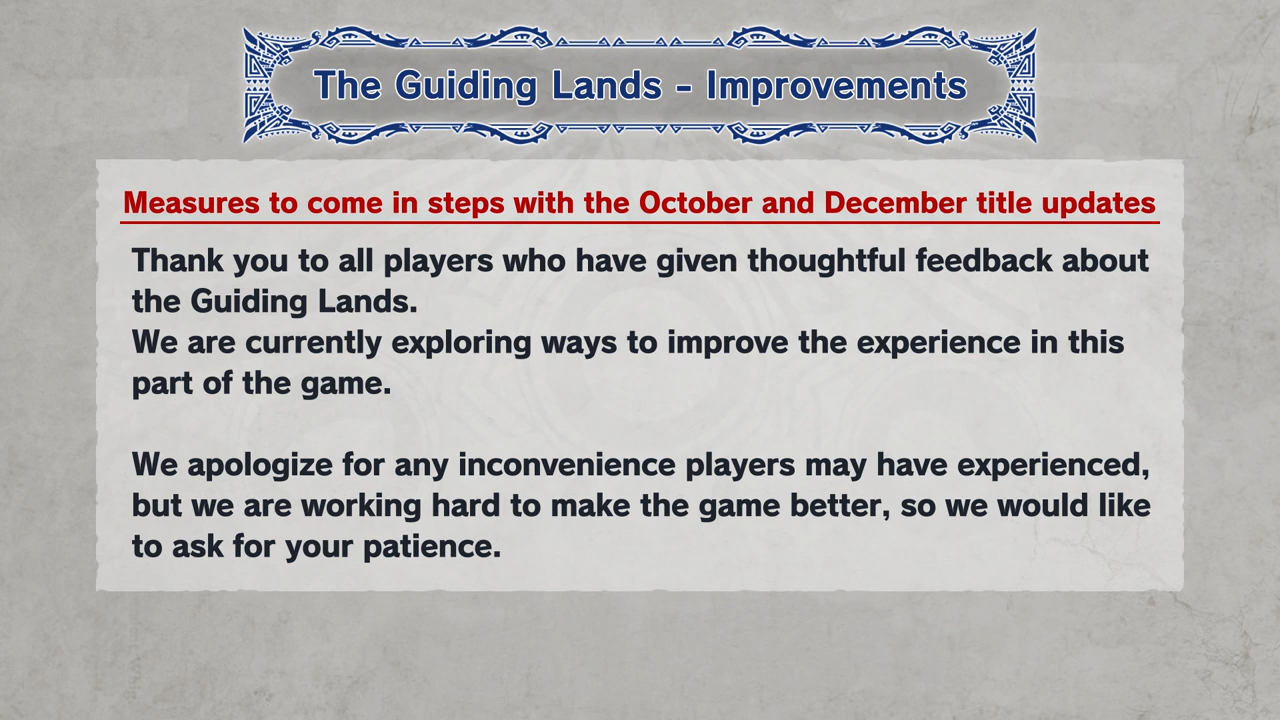 The Guiding Lands - Improvements
Measures to come in steps with the October and December title updates
Thank you to all players who have given thoughtful feedback about
the Guiding Lands.
We are currently exploring ways to improve the experience in this
part of the game.
We apologize for any inconvenience players may have experienced,
but we are working hard to make the game better, so we would like
to ask for your patience.